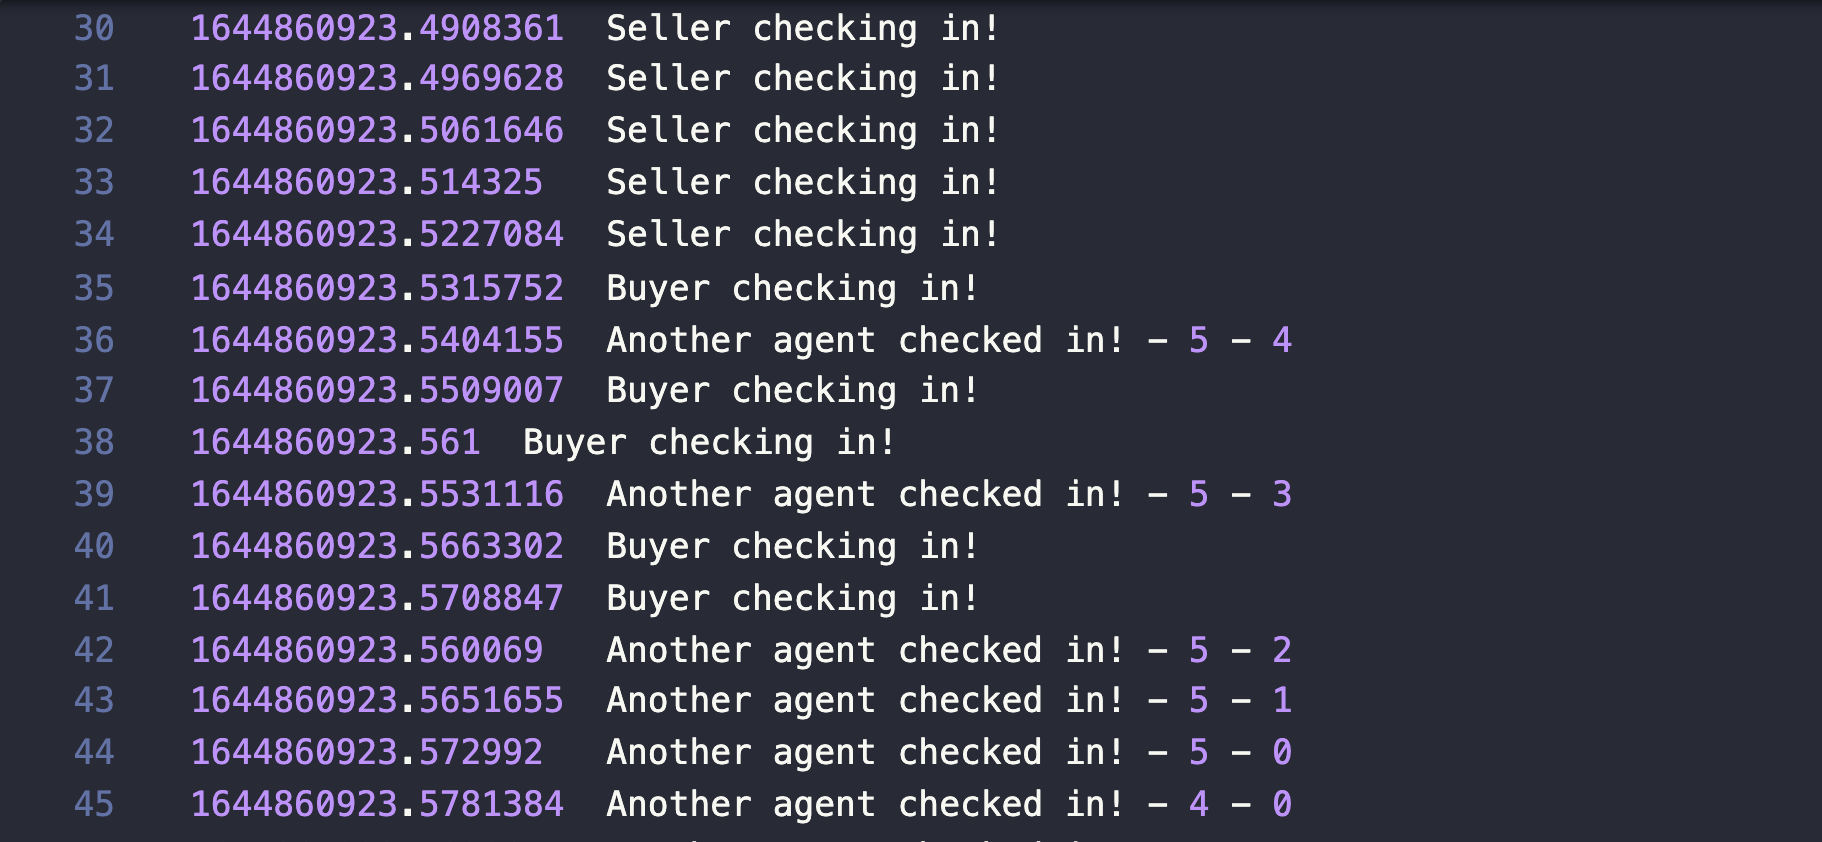 30 1644860923.4908361 Seller checking in!
31 1644860923.4969628 Seller checking in!
32 1644860923.5061646 Seller checking in!
33 1644860923.514325 Seller checking in!
34 1644860923.5227084 Seller checking in!
35 1644860923.5315752 Buyer checking in!
36 1644860923.5404155 Another agent checked in! - 5 - 4
37 1644860923.5509007 Buyer checking in!
38 1644860923.561 Buyer checking in!
39 1644860923.5531116 Another agent checked in! - 5 - 3
40 1644860923.5663302 Buyer checking in!
41 1644860923.5708847 Buyer checking in!
42 1644860923.560069 Another agent checked in! - 5 - 2
43 1644860923.5651655 Another agent checked in! - 5 - 1
44 1644860923.572992 Another agent checked in! - 5 - 0
45 1644860923.5781384 Another agent checked in! - 4 - 0